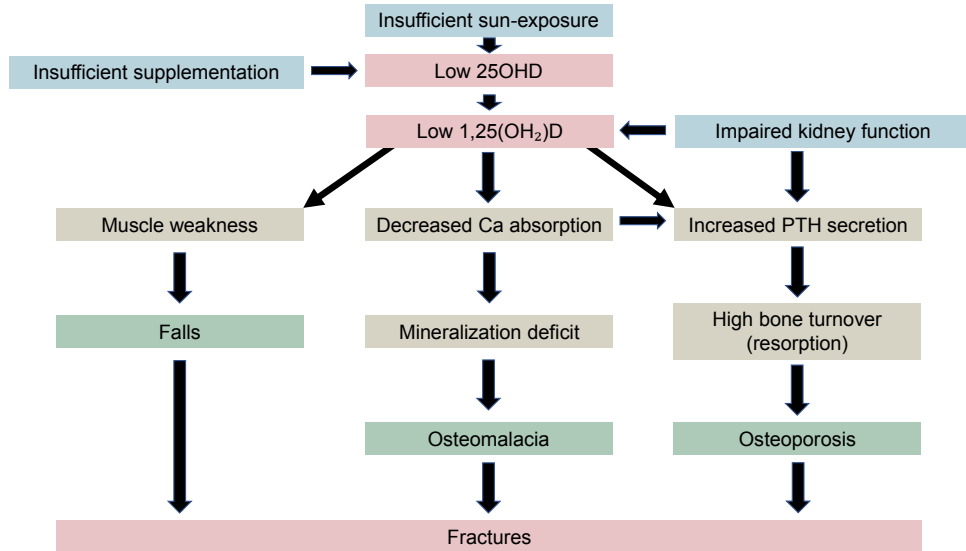 Insufficient sun-exposure
Insufficient supplementation
Low 25OHD
Low 1,25(OH₂)D
Impaired kidney function
Muscle weakness
Decreased Ca absorption
Increased PTH secretion
Falls
Mineralization deficit
High bone turnover
(resorption)
Osteomalacia
Osteoporosis
Fractures